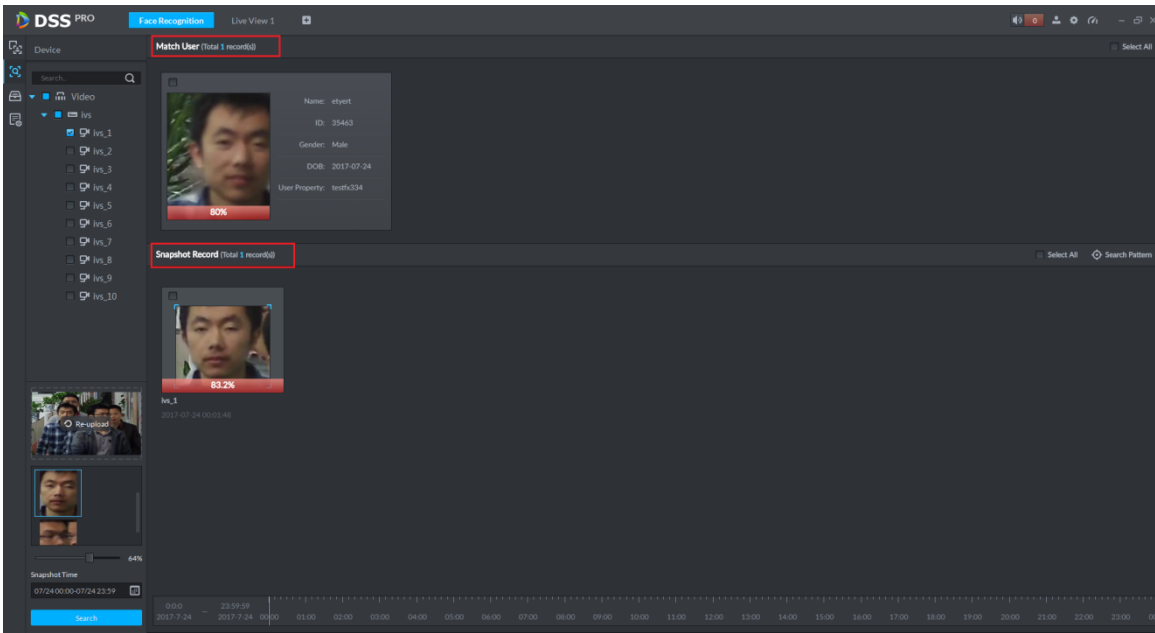 DSS PRO Face Recognition Live View 1 0
Device Match User (Total 1 record(s)) Select All
Search..
Video
ivs
ivs_1
ivs_2
ivs_3
ivs_4
ivs_5
ivs_6
ivs_7
ivs_8
ivs_9
ivs_10
Name: etyert
ID: 35463
Gender: Male
DOB: 2017-07-24
User Property: testfx334
80%
Snapshot Record (Total 1 record(s)) Select All Search Pattern
83.2%
ivs_1
2017-07-24 00:01:48
Re-upload
64%
Snapshot Time
07/24 00:00-07/24 23:59
Search
0:0:0 23:59:59
2017-7-24 – 2017-7-24 00:00 01:00 02:00 03:00 04:00 05:00 06:00 07:00 08:00 09:00 10:00 11:00 12:00 13:00 14:00 15:00 16:00 17:00 18:00 19:00 20:00 21:00 22:00 23:00